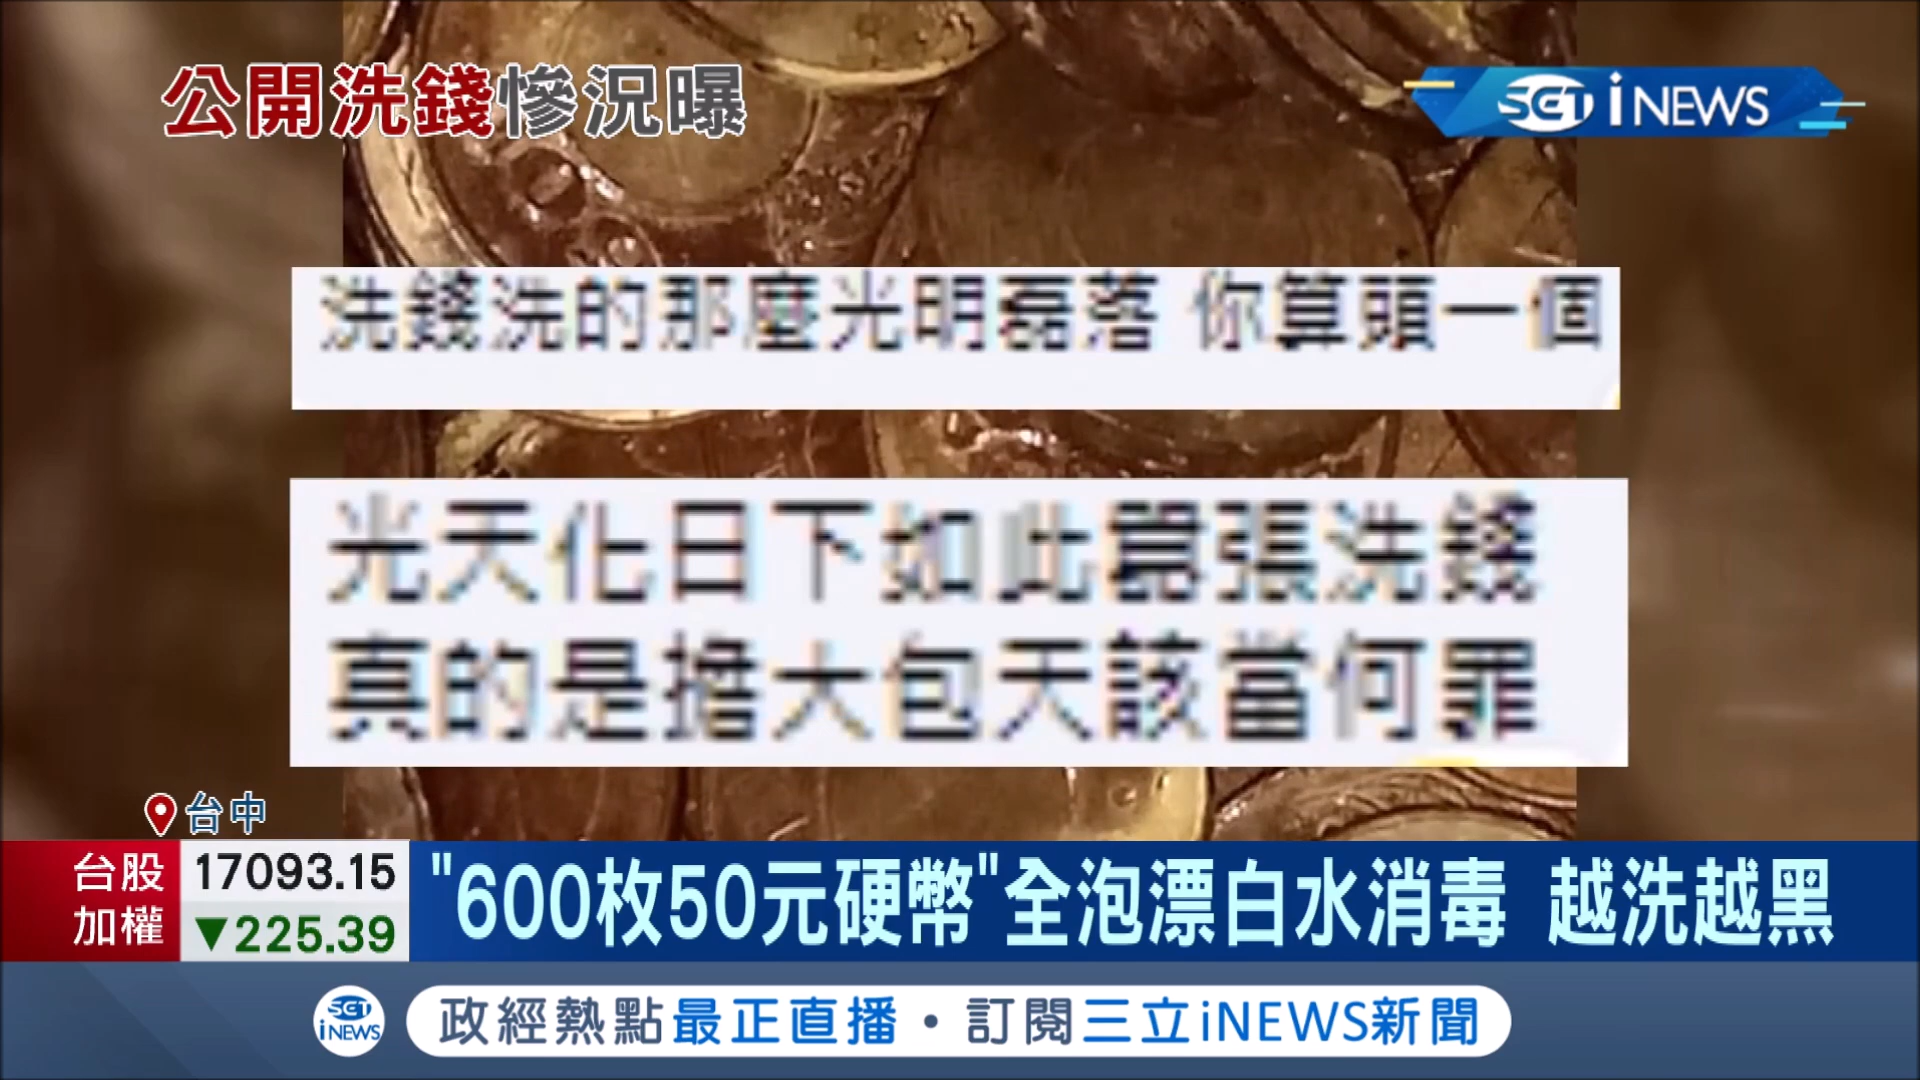 公開洗錢慘況曝
SET iNEWS
洗錢洗的那麼光明磊落 你算頭一個
光天化日下如此囂張洗錢
真的是擔大包天該當何罪
台中
台股
加權
17093.15
▼225.39
"600枚50元硬幣"全泡漂白水消毒 越洗越黑
SET
iNEWS
政經熱點最正直播·訂閱三立iNEWS新聞